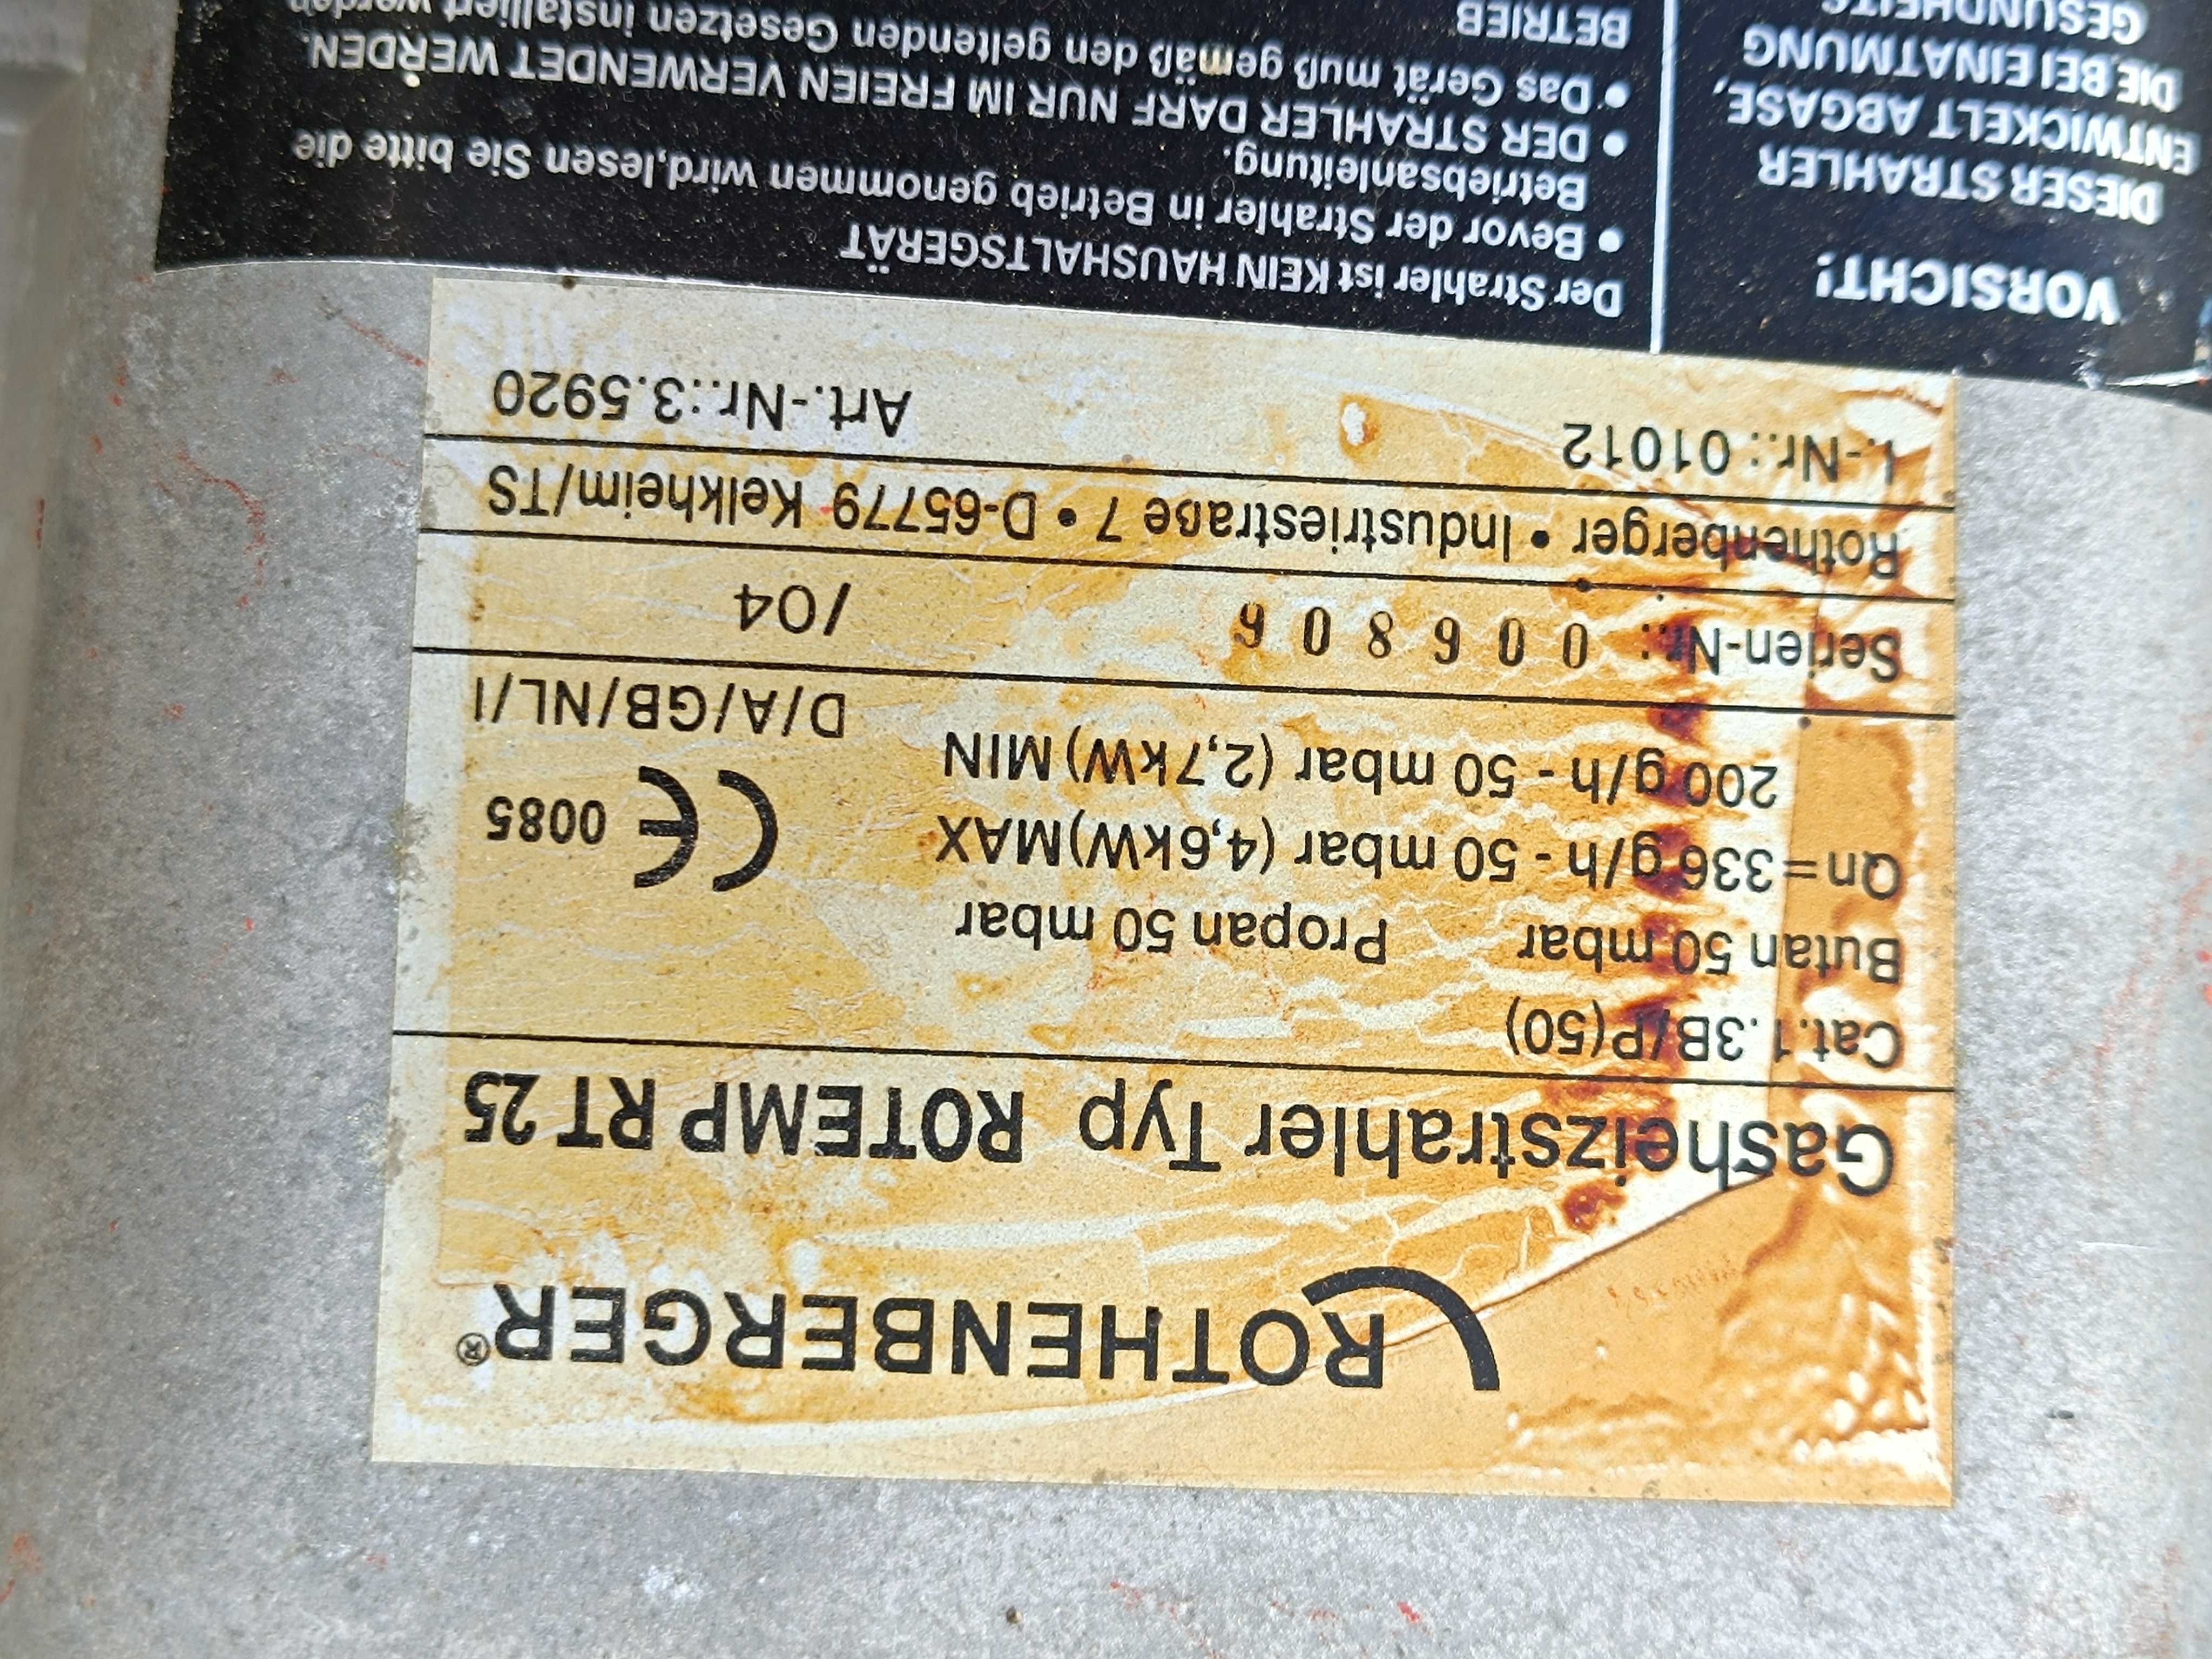 ROTHENBERGER®
Gasheizstrahler Typ ROTEMP RT 25
Cat.1.3B/P(50)
Butan 50 mbar Propan 50 mbar
Qn=336 g/h - 50 mbar (4,6kW)MAX
200 g/h - 50 mbar (2,7kW) MIN
CE 0085
D/A/GB/NL/I
Serien-Nr.: 0 0 6 8 0 6 /04
Rothenberger • Industriestraße 7 • D-65779 Kelkheim/TS
I.-Nr.: 01012 Art.-Nr.:3.5920
VORSICHT!
DIESER STRAHLER
ENTWICKELT ABGASE,
DIE BEI EINATMUNG
Der Strahler ist KEIN HAUSHALTSGERÄT
• Bevor der Strahler in Betrieb genommen wird,lesen Sie bitte die
Betriebsanleitung.
• DER STRAHLER DARF NUR IM FREIEN VERWENDET WERDEN.
• Das Gerät muß gemäß den geltenden Gesetzen installiert werden
BETRIEB